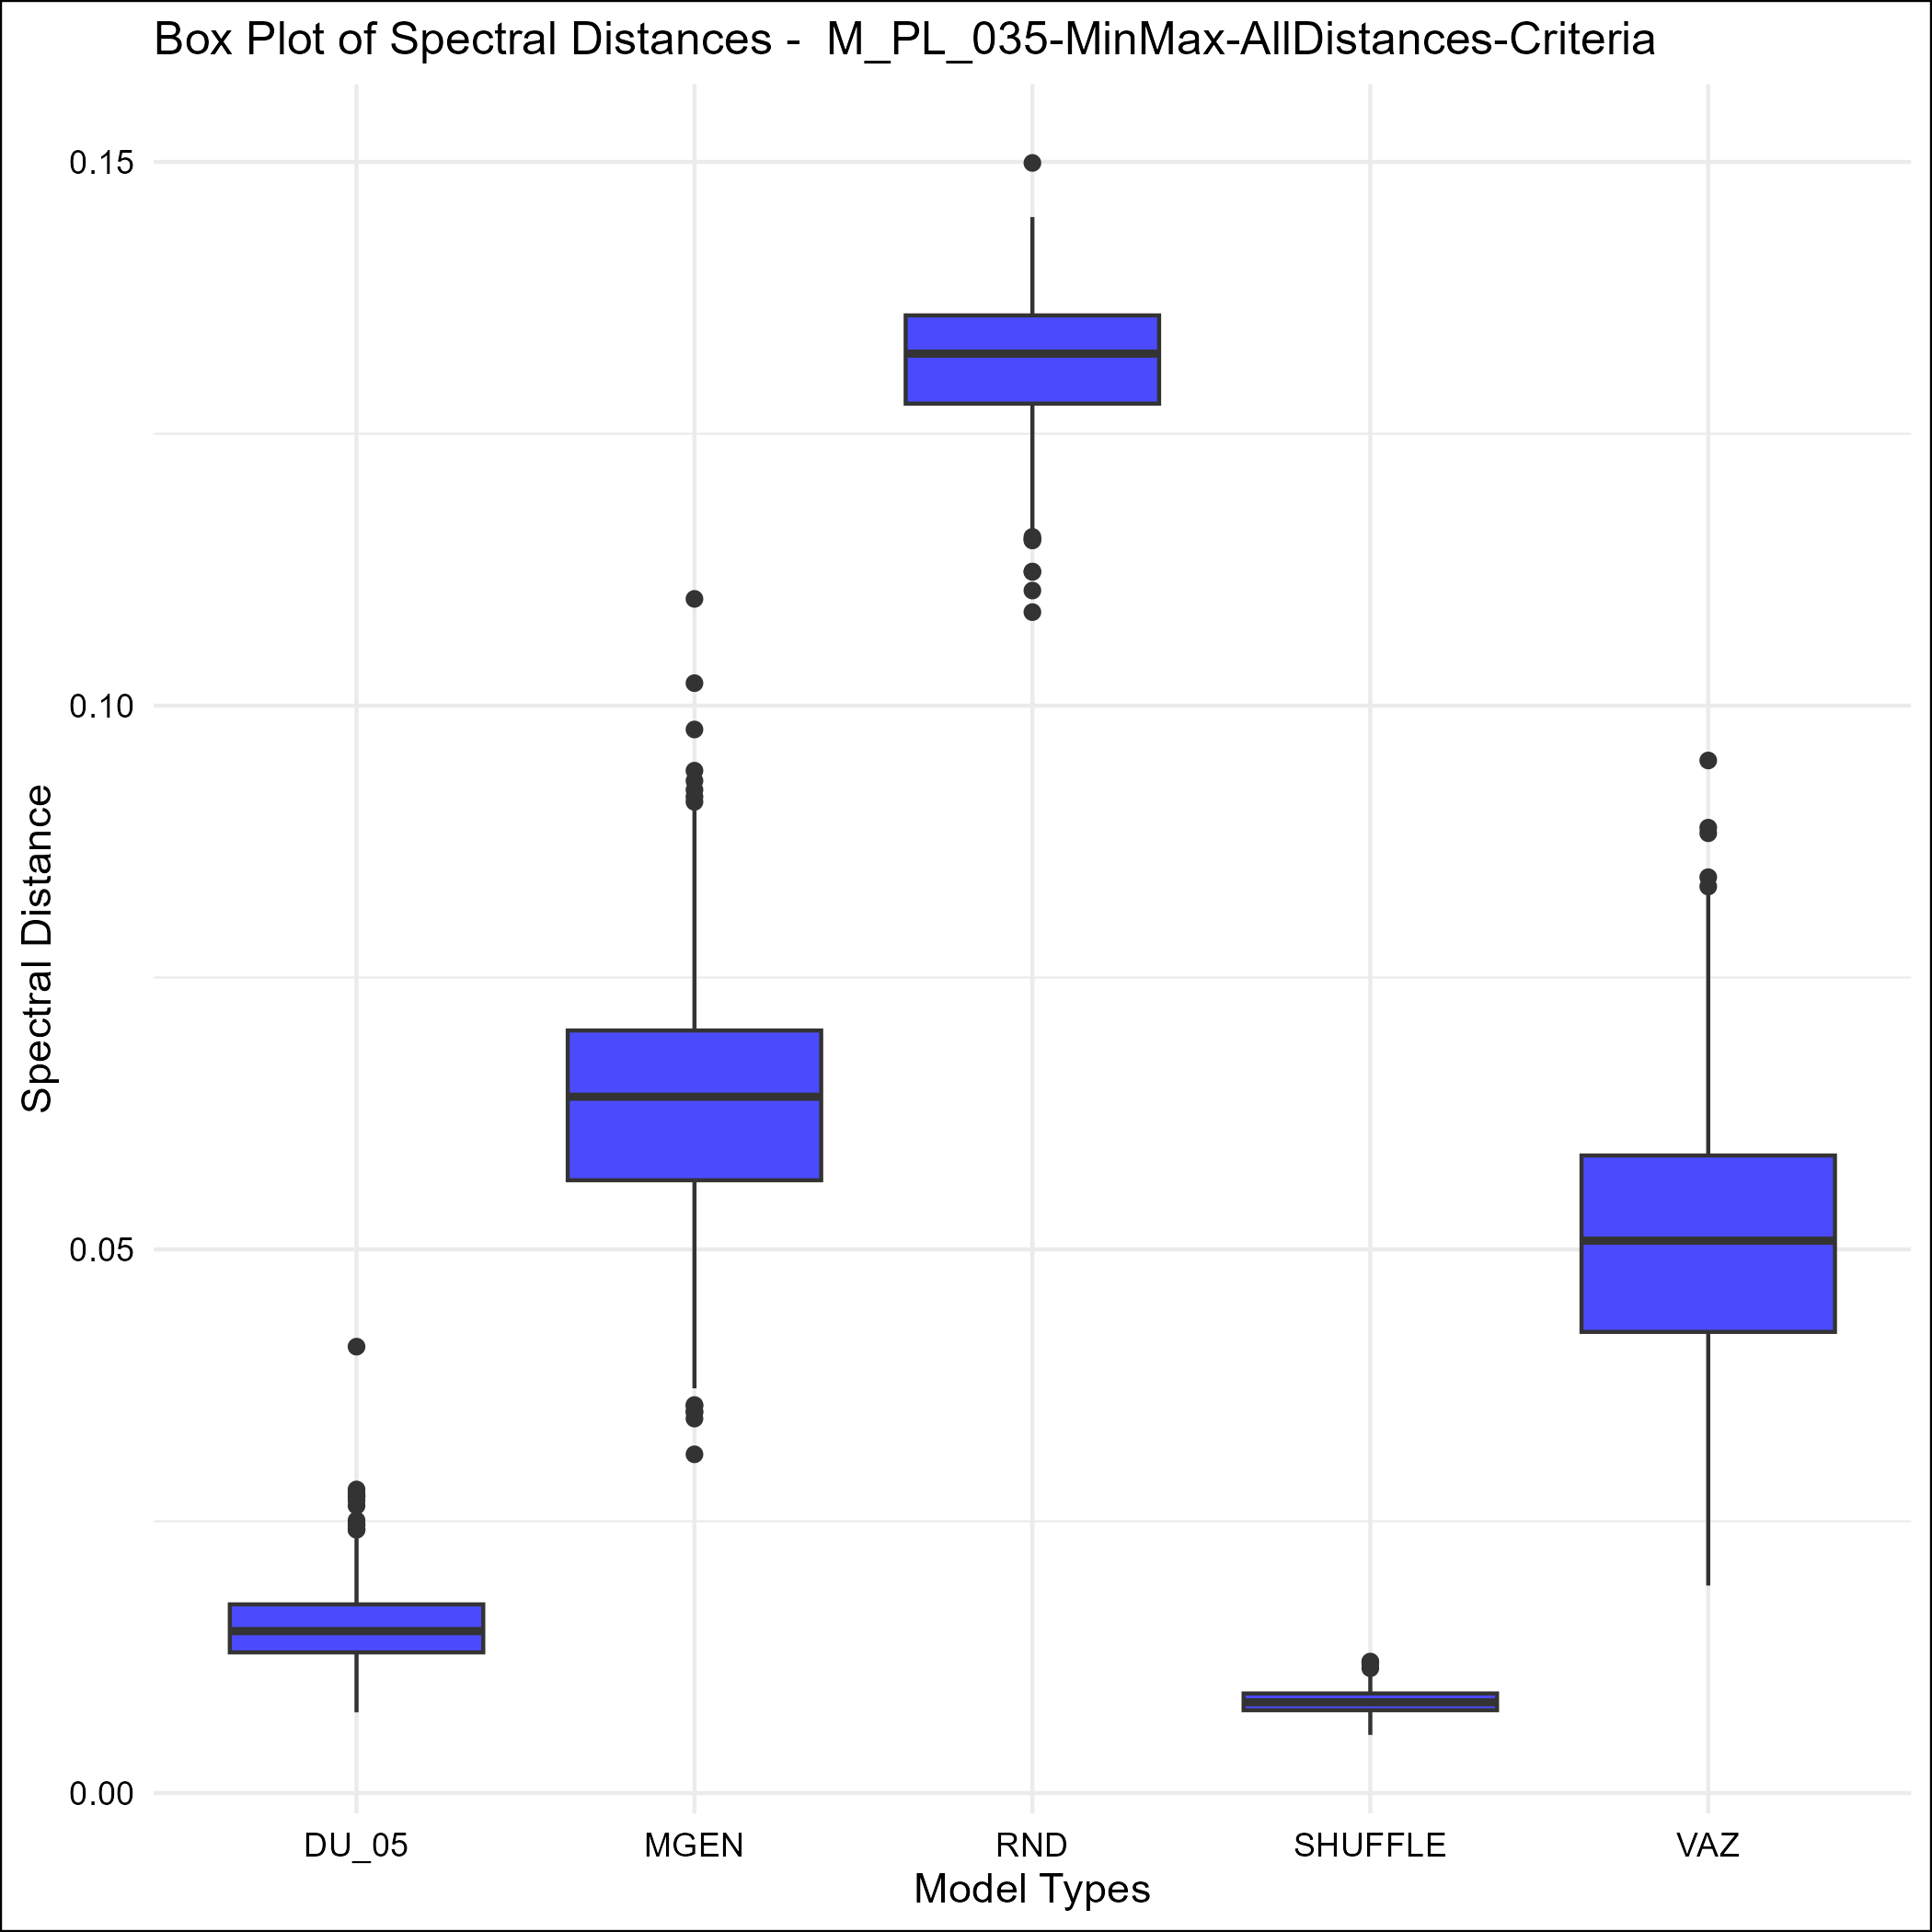 Box Plot of Spectral Distances -  M_PL_035-MinMax-AllDistances-Criteria
Spectral Distance
0.15
0.10
0.05
0.00
DU_05
MGEN
RND
SHUFFLE
VAZ
Model Types